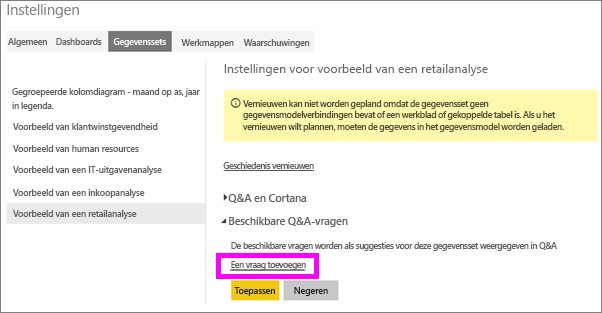 Instellingen
Algemeen Dashboards Gegevenssets Werkmappen Waarschuwingen
Gegroepeerde kolomdiagram - maand op as, jaar
in legenda.
Voorbeeld van klantwinstgevendheid
Voorbeeld van human resources
Voorbeeld van een IT-uitgavenanalyse
Voorbeeld van een inkoopanalyse
Voorbeeld van een retailanalyse
Instellingen voor voorbeeld van een retailanalyse
Vernieuwen kan niet worden gepland omdat de gegevensset geen
gegevensmodelverbindingen bevat of een werkblad of gekoppelde tabel is. Als u het
vernieuwen wilt plannen, moeten de gegevens in het gegevensmodel worden geladen.
Geschiedenis vernieuwen
Q&A en Cortana
Beschikbare Q&A-vragen
De beschikbare vragen worden als suggesties voor deze gegevensset weergegeven in Q&A
Een vraag toevoegen
Toepassen Negeren